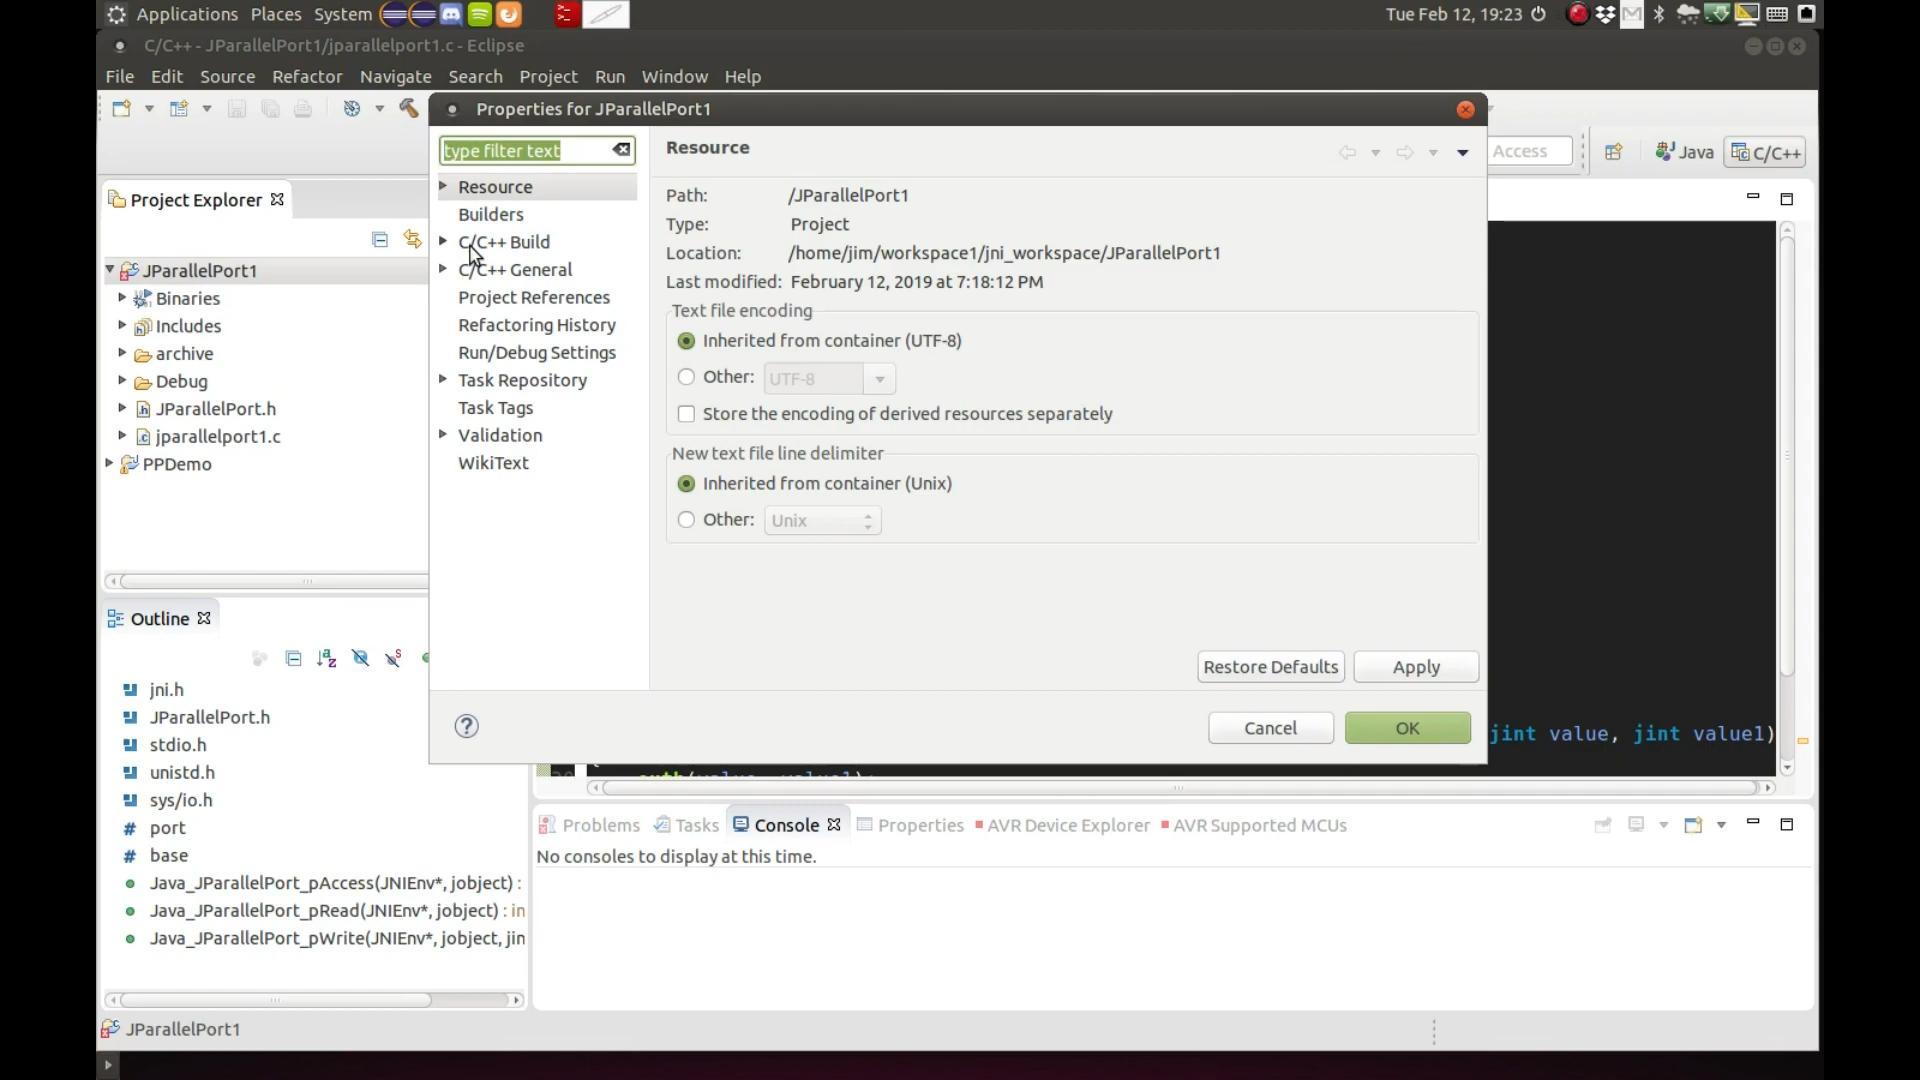 Applications Places System
Tue Feb 12, 19:23
C/C++ - JParallelPort1/jparallelport1.c - Eclipse
File Edit Source Refactor Navigate Search Project Run Window Help
Properties for JParallelPort1
type filter text
Resource
Builders
C/C++ Build
C/C++ General
Project References
Refactoring History
Run/Debug Settings
Task Repository
Task Tags
Validation
WikiText
Resource
Path: /JParallelPort1
Type: Project
Location: /home/jim/workspace1/jni_workspace/JParallelPort1
Last modified: February 12, 2019 at 7:18:12 PM
Text file encoding
Inherited from container (UTF-8)
Other: UTF-8
Store the encoding of derived resources separately
New text file line delimiter
Inherited from container (Unix)
Other: Unix
Restore Defaults Apply
Cancel OK
Access
Java C/C++
Project Explorer
JParallelPort1
Binaries
Includes
archive
Debug
JParallelPort.h
jparallelport1.c
PPDemo
Outline
jni.h
JParallelPort.h
stdio.h
unistd.h
sys/io.h
port
base
Java_JParallelPort_pAccess(JNIEnv*, jobject) :
Java_JParallelPort_pRead(JNIEnv*, jobject) : in
Java_JParallelPort_pWrite(JNIEnv*, jobject, jin
jint value, jint value1)
Problems Tasks Console Properties AVR Device Explorer AVR Supported MCUs
No consoles to display at this time.
JParallelPort1